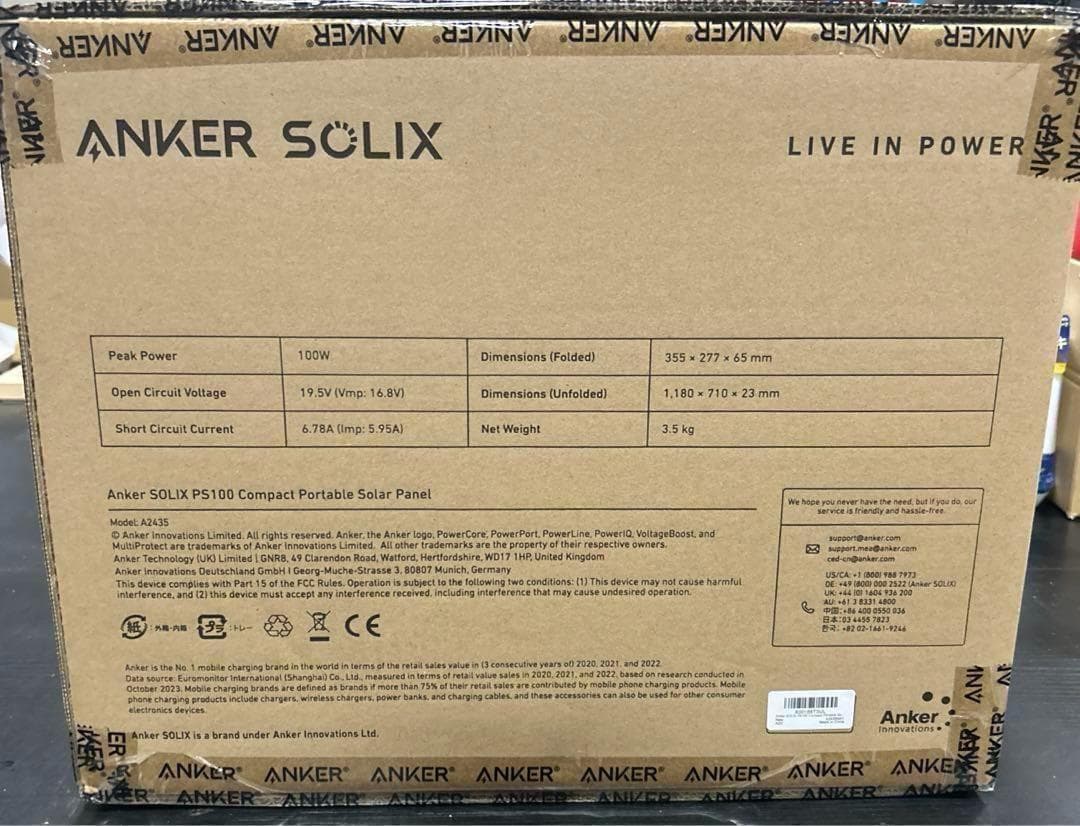 ANKER ANKER ANKER ANKER ANKER ANKER ANKER ANKER
ANKER SOLIX
LIVE IN POWER
Peak Power 100W Dimensions (Folded) 355 × 277 × 65 mm
Open Circuit Voltage 19.5V (Vmp: 16.8V) Dimensions (Unfolded) 1,180 × 710 × 23 mm
Short Circuit Current 6.78A (Imp: 5.95A) Net Weight 3.5 kg
Anker SOLIX PS100 Compact Portable Solar Panel
Model: A2435
© Anker Innovations Limited. All rights reserved. Anker, the Anker logo, PowerCore, PowerPort, PowerLine, PowerIQ, VoltageBoost, and
MultiProtect are trademarks of Anker Innovations Limited. All other trademarks are the property of their respective owners.
Anker Technology (UK) Limited | GNR8, 49 Clarendon Road, Watford, Hertfordshire, WD17 1HP, United Kingdom
Anker Innovations Deutschland GmbH | Georg-Muche-Strasse 3, 80807 Munich, Germany
This device complies with Part 15 of the FCC Rules. Operation is subject to the following two conditions: (1) This device may not cause harmful
interference, and (2) this device must accept any interference received, including interference that may cause undesired operation.
紙 : 外箱・内箱 プラ : トレー CE
Anker is the No. 1 mobile charging brand in the world in terms of the retail sales value in (3 consecutive years of) 2020, 2021, and 2022.
Data source: Euromonitor International (Shanghai) Co., Ltd., measured in terms of retail value sales in 2020, 2021, and 2022, based on research conducted in
October 2023. Mobile charging brands are defined as brands if more than 75% of their retail sales are contributed by mobile phone charging products. Mobile
phone charging products include chargers, wireless chargers, power banks, and charging cables, and these accessories can also be used for other consumer
electronics devices.
Anker SOLIX is a brand under Anker Innovations Ltd.
We hope you never have the need, but if you do, our
service is friendly and hassle-free.
support@anker.com
support.mea@anker.com
ced-cn@anker.com
US/CA: +1 (800) 988 7973
DE: +49 (800) 000 2522 (Anker SOLIX)
UK: +44 (0) 1604 936 200
AU: +61 3 8331 4800
中国: +86 400 0550 036
日本: 03 4455 7823
한국: +82 02-1661-9246
Anker
Innovations
ANKER ANKER ANKER ANKER ANKER ANKER ANKER ANKE